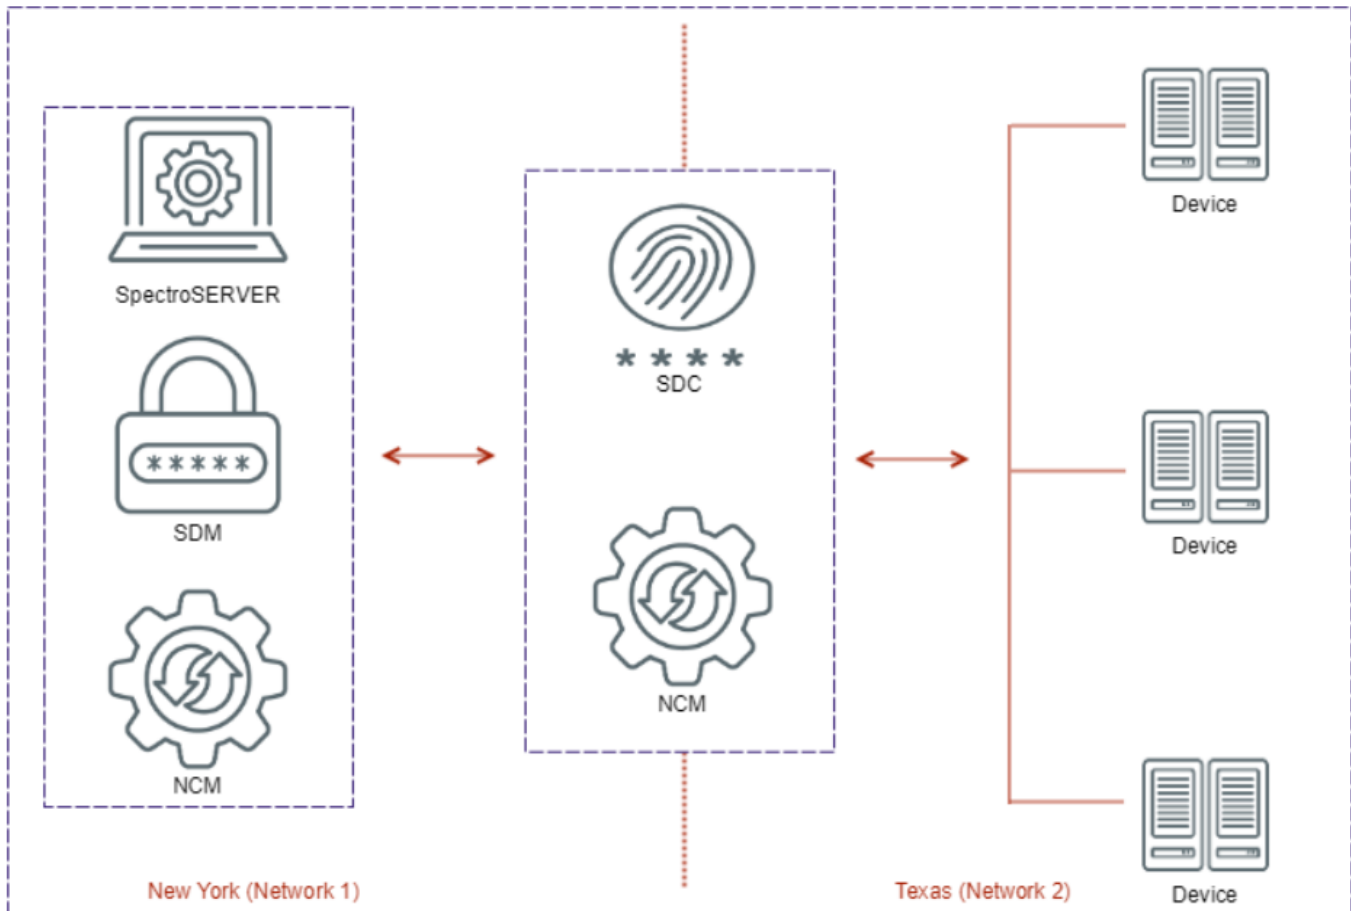 SpectroSERVER
SDM
NCM
* * * *
SDC
NCM
Device
Device
Device
New York (Network 1)
Texas (Network 2)